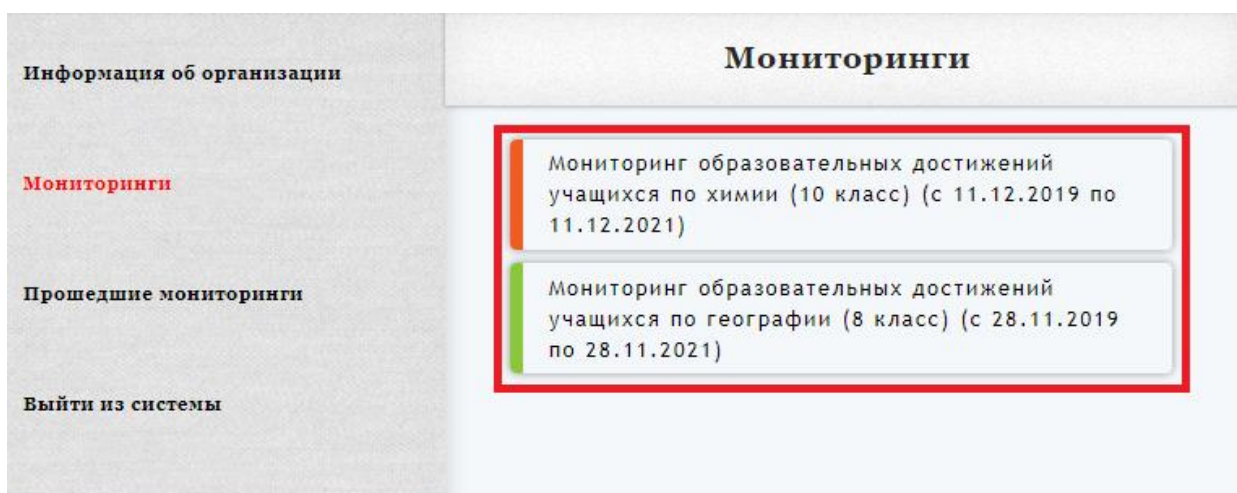 Информация об организации
Мониторинги
Прошедшие мониторинги
Выйти из системы
Мониторинги
Мониторинг образовательных достижений
учащихся по химии (10 класс) (с 11.12.2019 по
11.12.2021)
Мониторинг образовательных достижений
учащихся по географии (8 класс) (с 28.11.2019
по 28.11.2021)